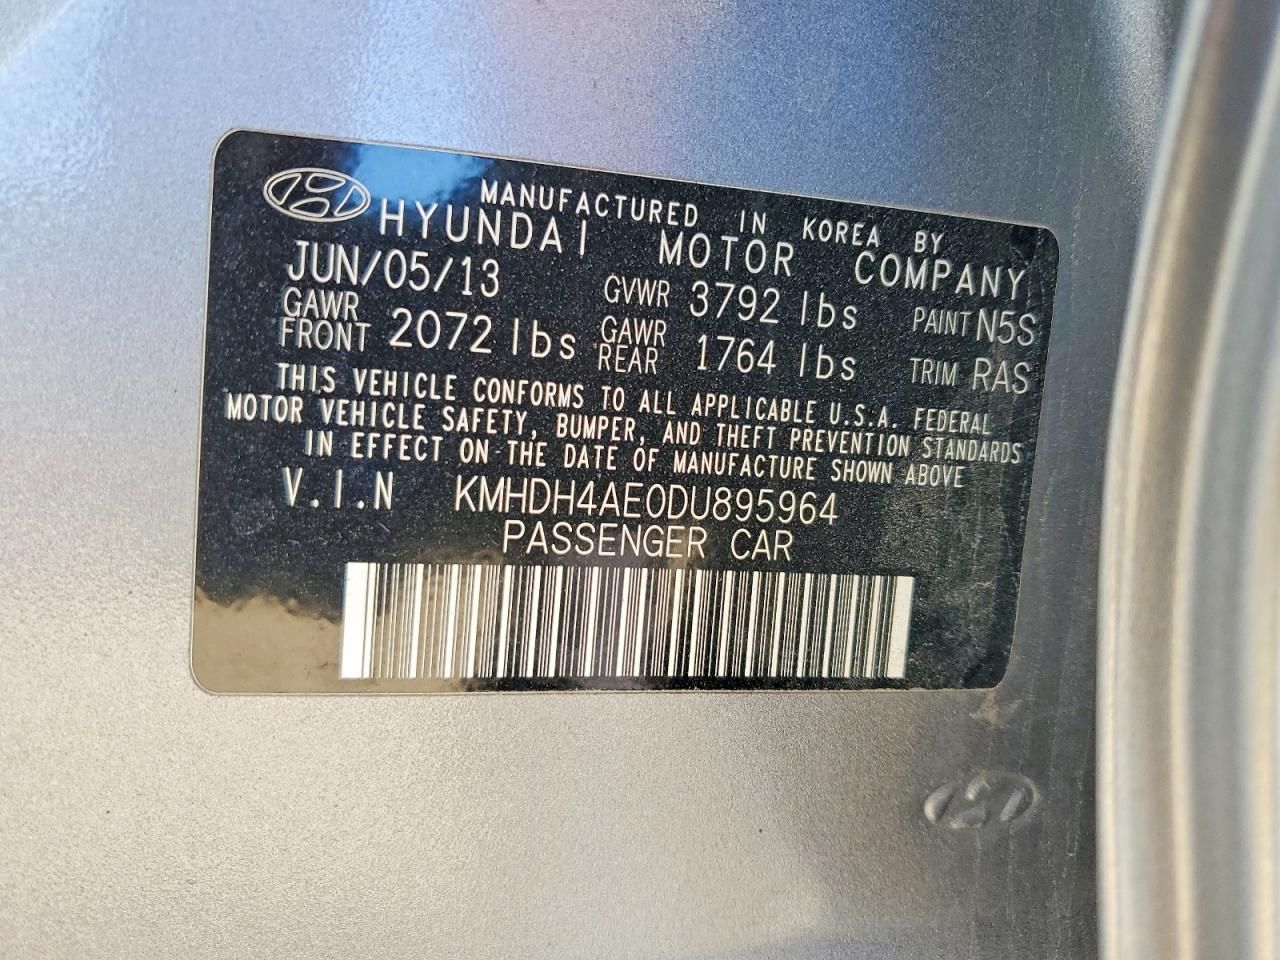 MANUFACTURED IN KOREA BY
HYUNDAI MOTOR COMPANY
JUN/05/13 GVWR 3792 lbs PAINT N5S
GAWR FRONT 2072 lbs GAWR REAR 1764 lbs TRIM RAS
THIS VEHICLE CONFORMS TO ALL APPLICABLE U.S.A. FEDERAL
MOTOR VEHICLE SAFETY, BUMPER, AND THEFT PREVENTION STANDARDS
IN EFFECT ON THE DATE OF MANUFACTURE SHOWN ABOVE
V.I.N KMHDH4AE0DU895964
PASSENGER CAR